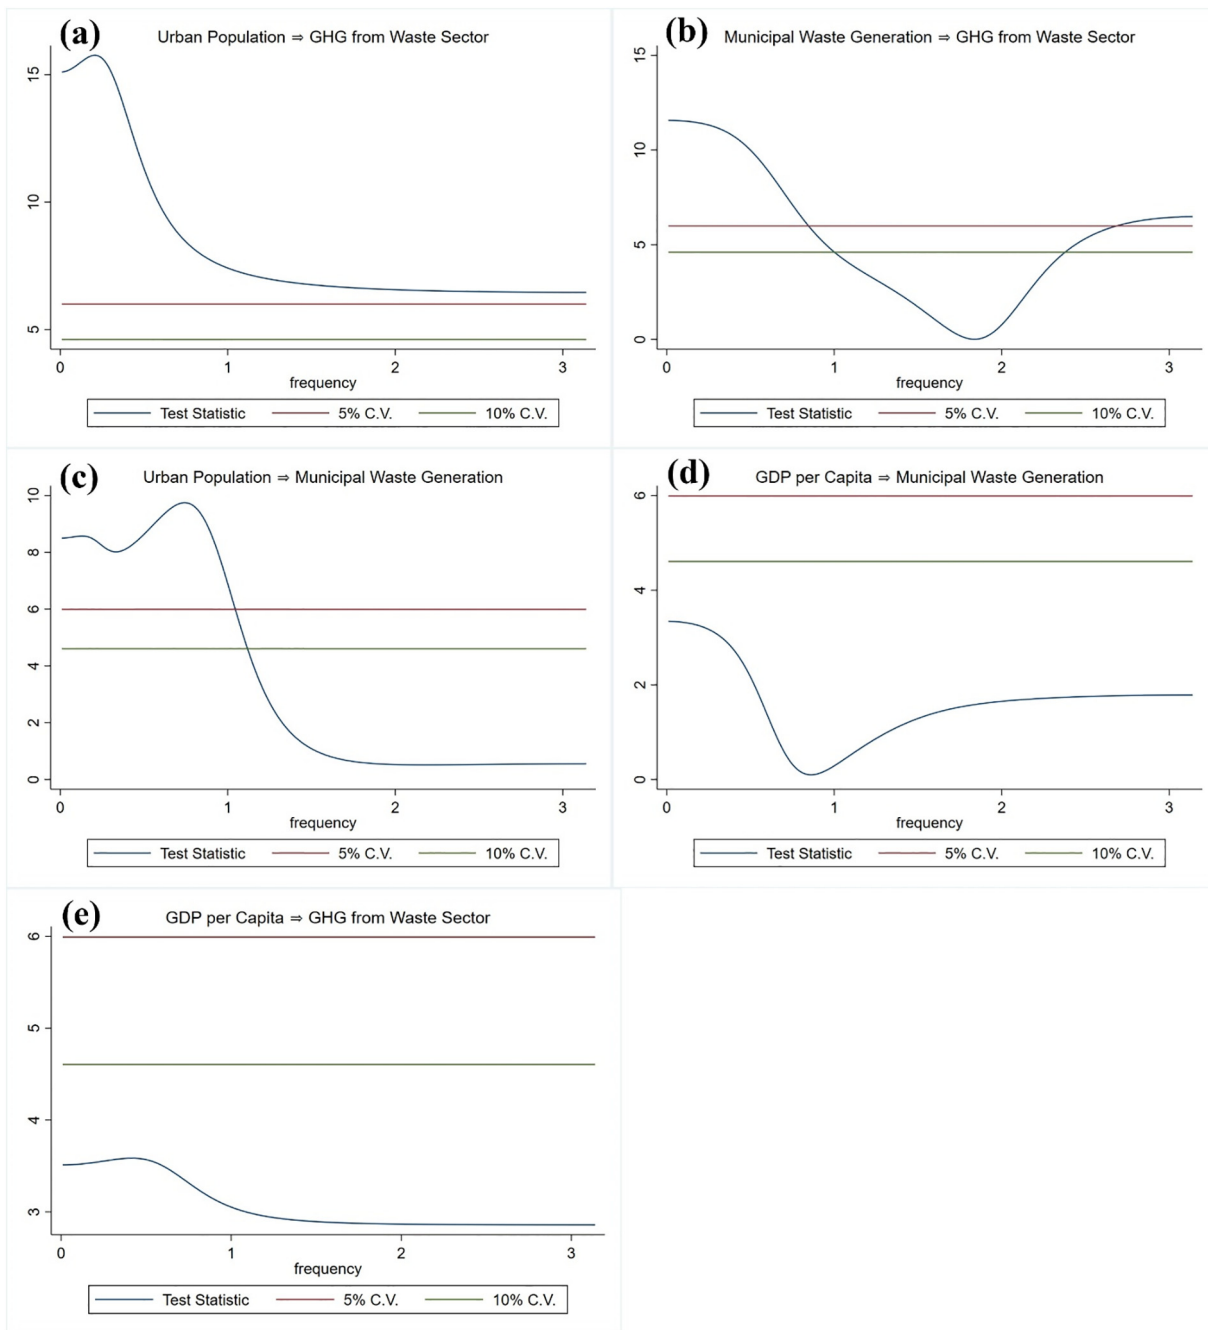 (a) Urban Population ⇒ GHG from Waste Sector
15
10
5
0 1 2 3
frequency
Test Statistic 5% C.V. 10% C.V.
(b) Municipal Waste Generation ⇒ GHG from Waste Sector
15
10
5
0
0 1 2 3
frequency
Test Statistic 5% C.V. 10% C.V.
(c) Urban Population ⇒ Municipal Waste Generation
10
8
6
4
2
0
0 1 2 3
frequency
Test Statistic 5% C.V. 10% C.V.
(d) GDP per Capita ⇒ Municipal Waste Generation
6
4
2
0
0 1 2 3
frequency
Test Statistic 5% C.V. 10% C.V.
(e) GDP per Capita ⇒ GHG from Waste Sector
6
5
4
3
0 1 2 3
frequency
Test Statistic 5% C.V. 10% C.V.